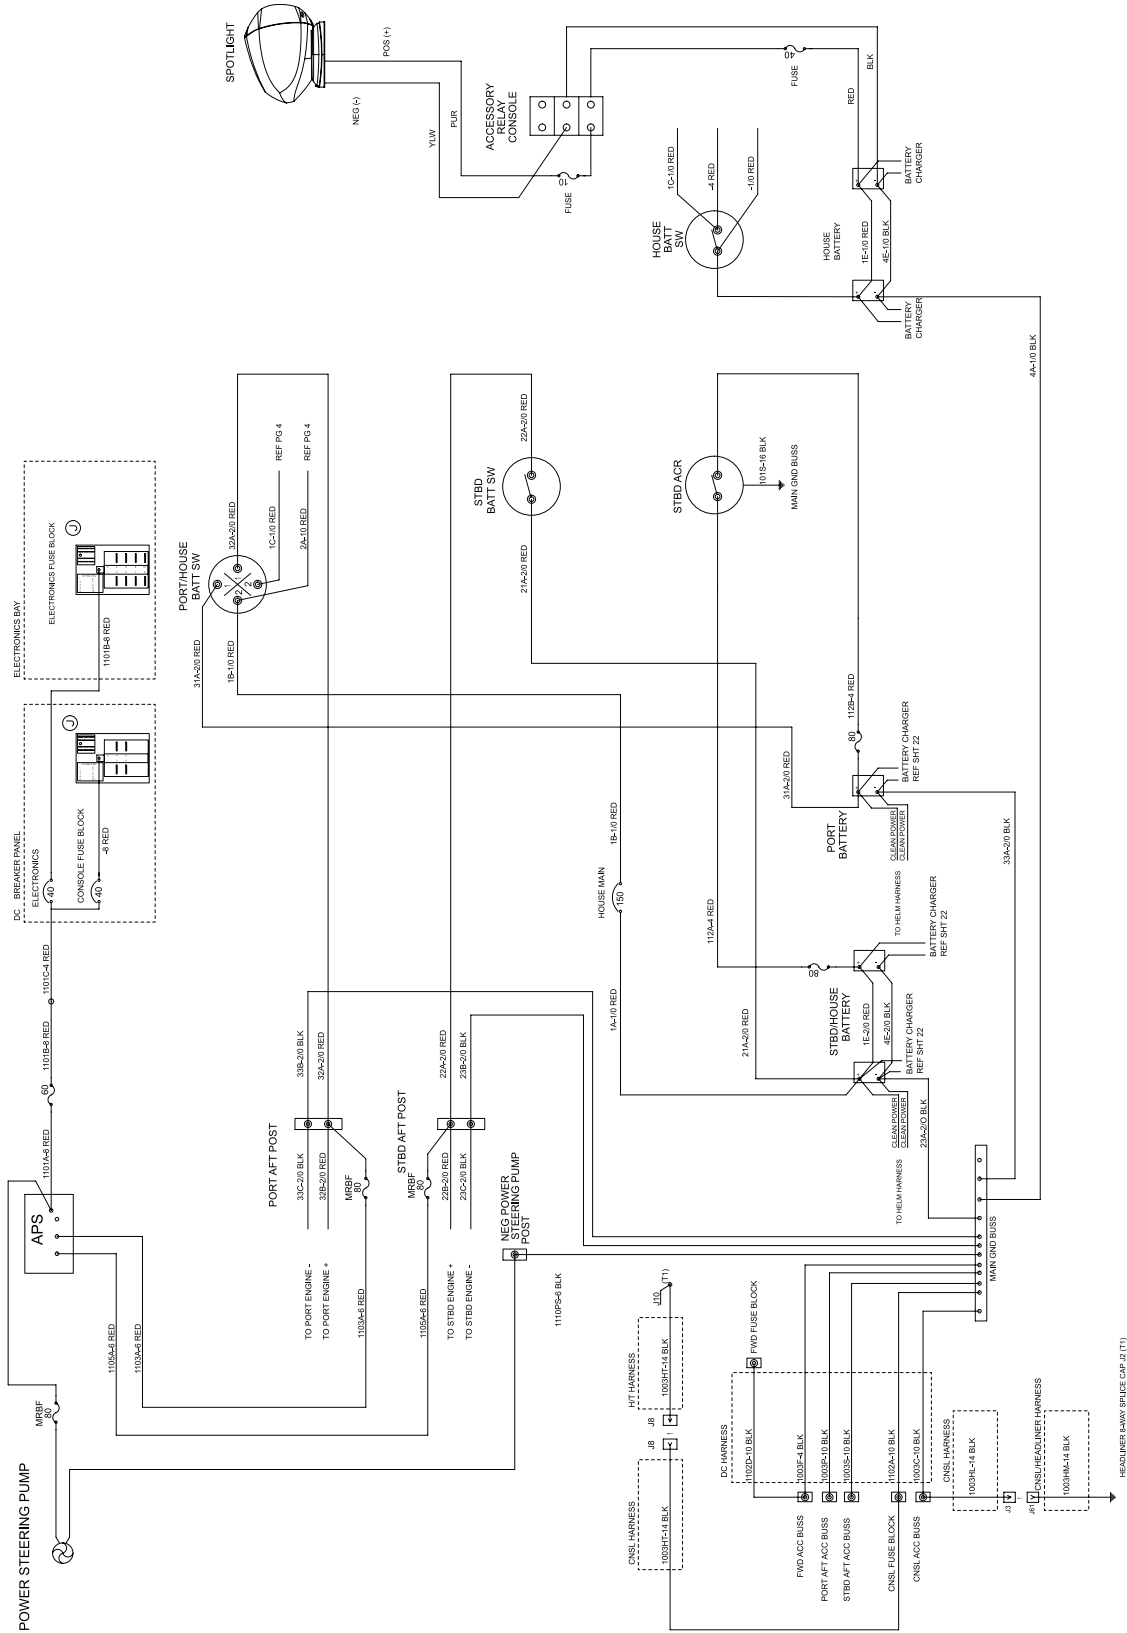 POWER STEERING PUMP
MRBF
80
1105A-6 RED
1103A-6 RED
APS
1101A-8 RED
60
1101B-8 RED
1101C-4 RED
DC BREAKER PANEL
ELECTRONICS
40
CONSOLE FUSE BLOCK
40
-8 RED
J
ELECTRONICS BAY
1101B-8 RED
ELECTRONICS FUSE BLOCK
J
SPOTLIGHT
NEG (-)
POS (+)
YLW
PUR
ACCESSORY
RELAY
CONSOLE
10
FUSE
40
FUSE
RED
BLK
PORT/HOUSE
BATT SW
1
1
2
2
31A-2/0 RED
1B-1/0 RED
32A-2/0 RED
1C-1/0 RED
2A-10 RED
REF PG 4
REF PG 4
PORT AFT POST
33C-2/0 BLK
32B-2/0 RED
33B-2/0 BLK
32A-2/0 RED
TO PORT ENGINE -
TO PORT ENGINE +
1103A-6 RED
MRBF
80
STBD AFT POST
MRBF
80
1105A-6 RED
22B-2/0 RED
23C-2/0 BLK
22A-2/0 RED
23B-2/0 BLK
TO STBD ENGINE +
TO STBD ENGINE -
NEG POWER
STEERING PUMP
POST
1110PS-6 BLK
STBD
BATT SW
21A-2/0 RED
22A-2/0 RED
HOUSE MAIN
150
1A-1/0 RED
1B-1/0 RED
STBD ACR
101S-16 BLK
MAIN GND BUSS
HOUSE
BATT
SW
1C-1/0 RED
-4 RED
-1/0 RED
112A-4 RED
80
21A-2/0 RED
31A-2/0 RED
80
112B-4 RED
STBD/HOUSE
BATTERY
1E-2/0 RED
4E-2/0 BLK
BATTERY CHARGER
REF SHT 22
BATTERY CHARGER
REF SHT 22
CLEAN POWER
CLEAN POWER
TO HELM HARNESS
23A-2/O BLK
PORT
BATTERY
CLEAN POWER
CLEAN POWER
TO HELM HARNESS
BATTERY CHARGER
REF SHT 22
33A-2/0 BLK
HOUSE
BATTERY
1E-1/0 RED
4E-1/0 BLK
BATTERY
CHARGER
BATTERY
CHARGER
4A-1/0 BLK
MAIN GND BUSS
CNSL HARNESS
1003HT-14 BLK
J8
1
J8
H/T HARNESS
1003HT-14 BLK
J10
(T1)
DC HARNESS
1102D-10 BLK
FWD FUSE BLOCK
1003F-4 BLK
1003P-10 BLK
1003S-10 BLK
1102A-10 BLK
1003C-10 BLK
FWD ACC BUSS
PORT AFT ACC BUSS
STBD AFT ACC BUSS
CNSL FUSE BLOCK
CNSL ACC BUSS
CNSL HARNESS
1003HL-14 BLK
J3
1
J61
CNSL/HEADLINER HARNESS
1003HM-14 BLK
HEADLINER 8-WAY SPLICE CAP J2 (T1)